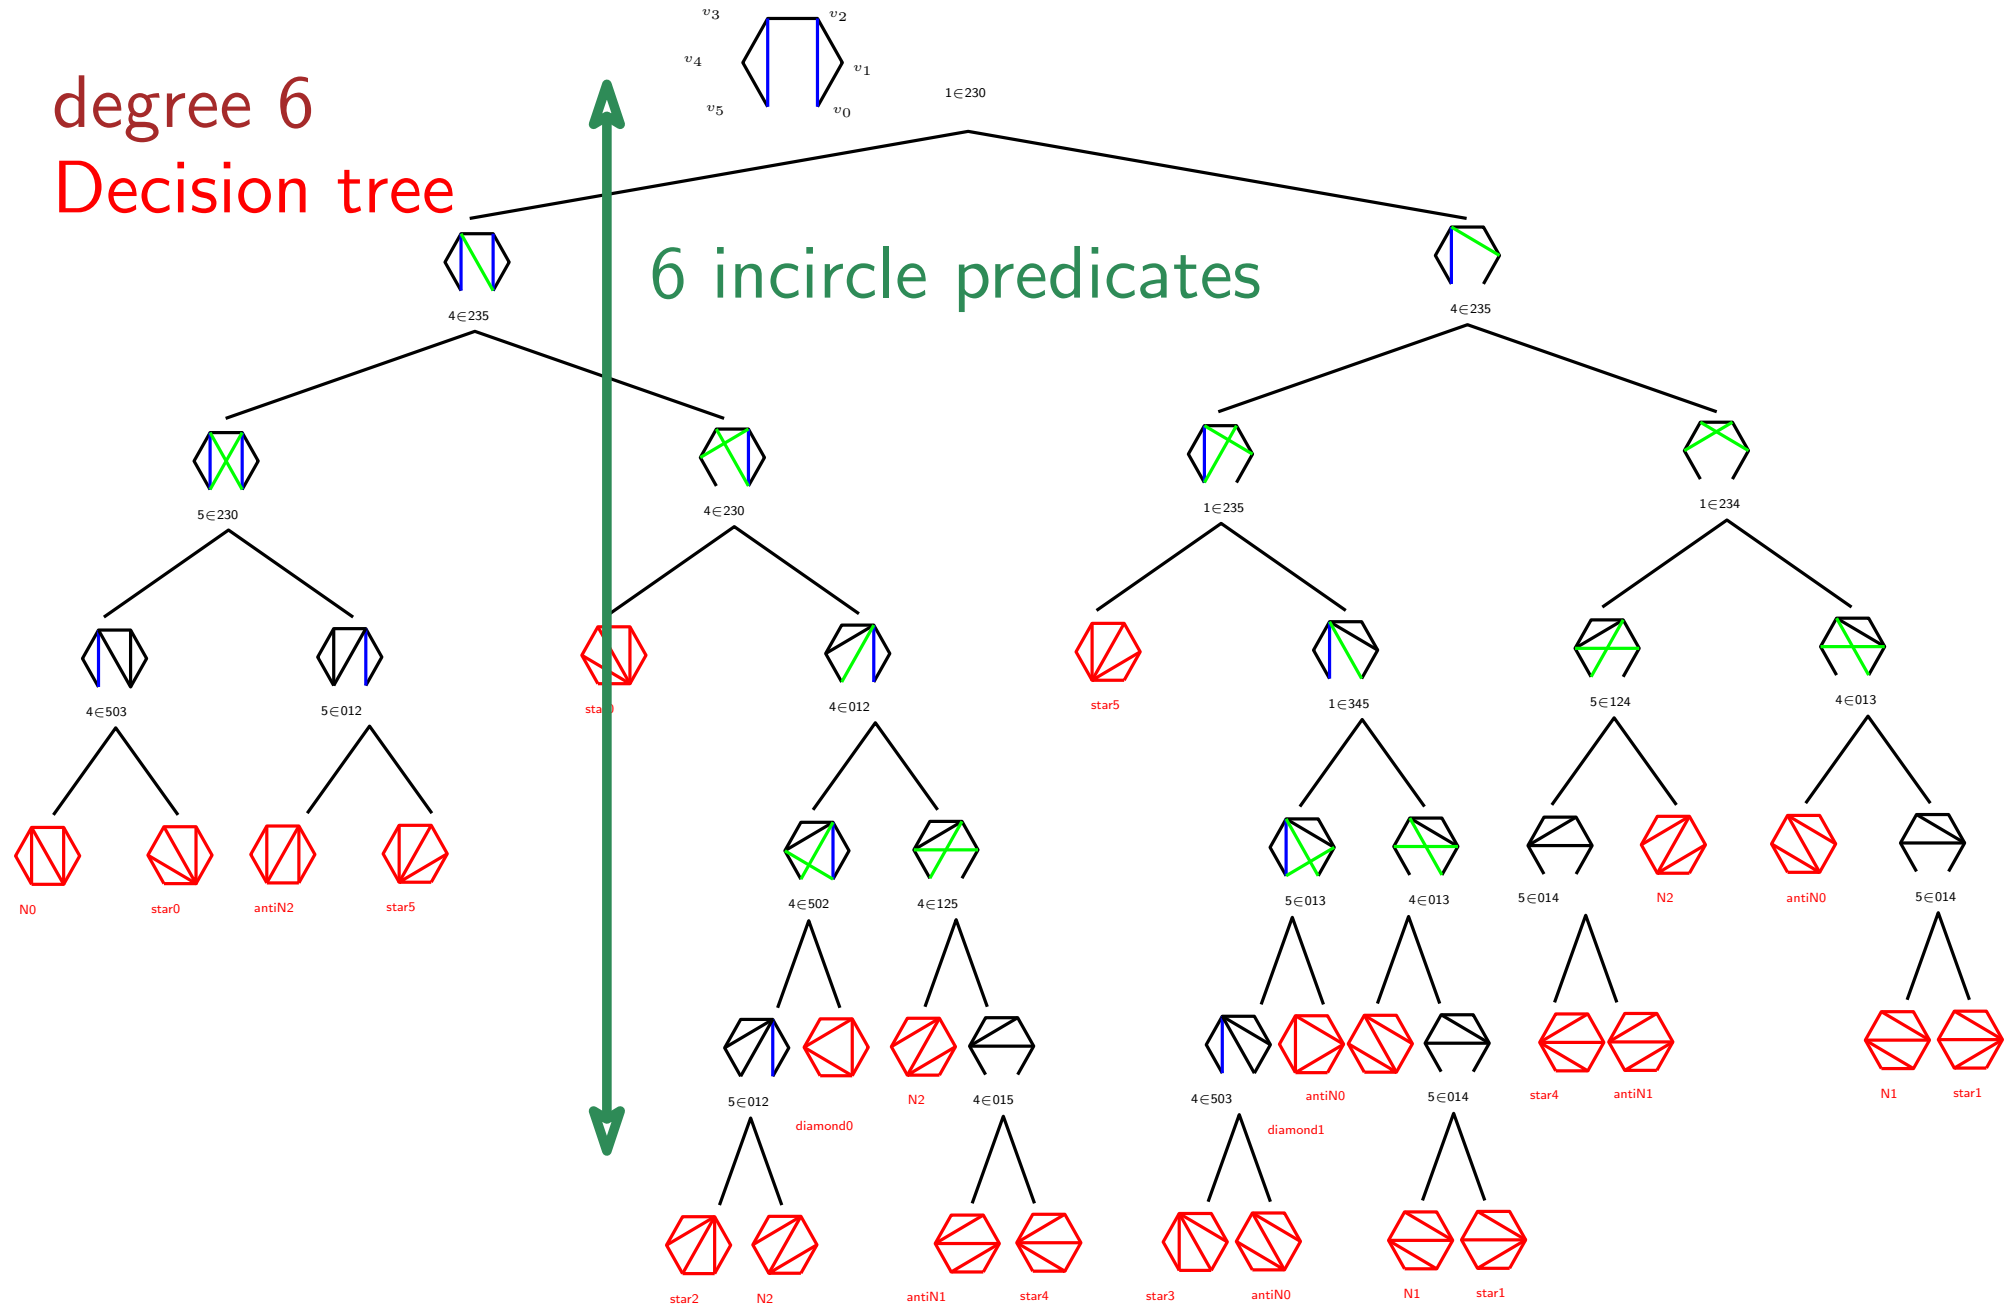 v3
v2
v4
v1
v5
v0
1∈230
degree 6
Decision tree
6 incircle predicates
4∈235
4∈235
5∈230
4∈230
1∈235
1∈234
4∈503
5∈012
star0
4∈012
star5
1∈345
5∈124
4∈013
N0
star0
antiN2
star5
4∈502
4∈125
5∈013
4∈013
5∈014
N2
antiN0
5∈014
5∈012
diamond0
N2
4∈015
4∈503
diamond1
antiN0
5∈014
star4
antiN1
N1
star1
star2
N2
antiN1
star4
star3
antiN0
N1
star1